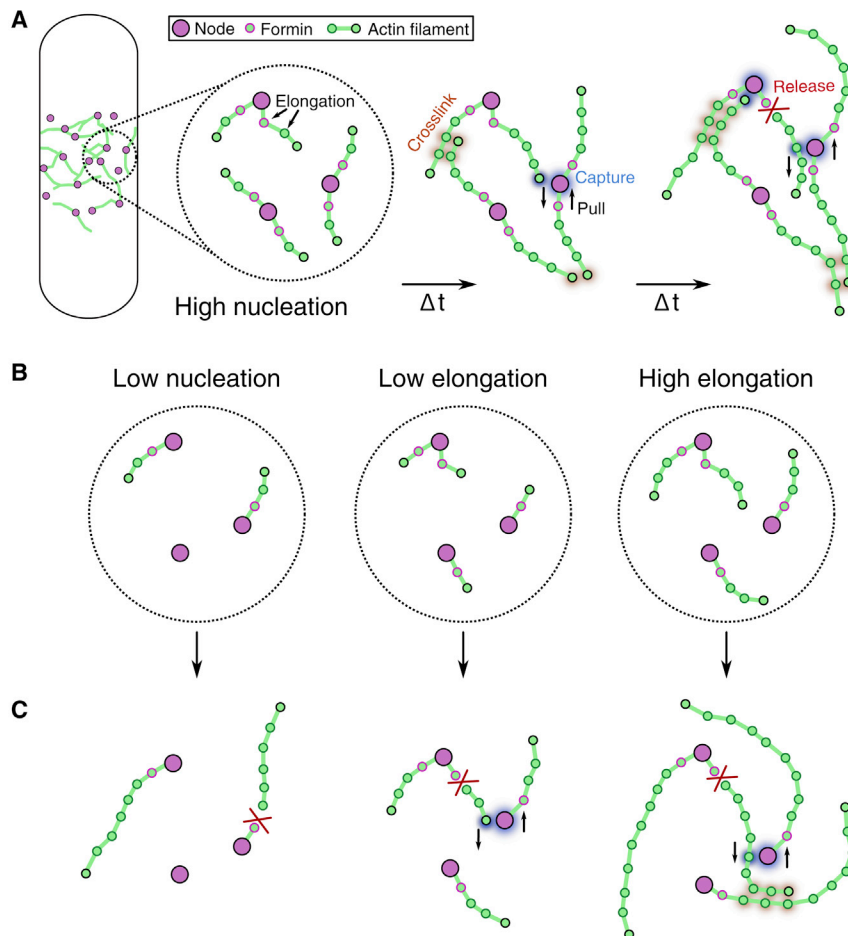 A
Node Formin Actin filament
Elongation
Crosslink
Capture
Pull
Release
High nucleation
Δt
Δt
B
Low nucleation Low elongation High elongation
C